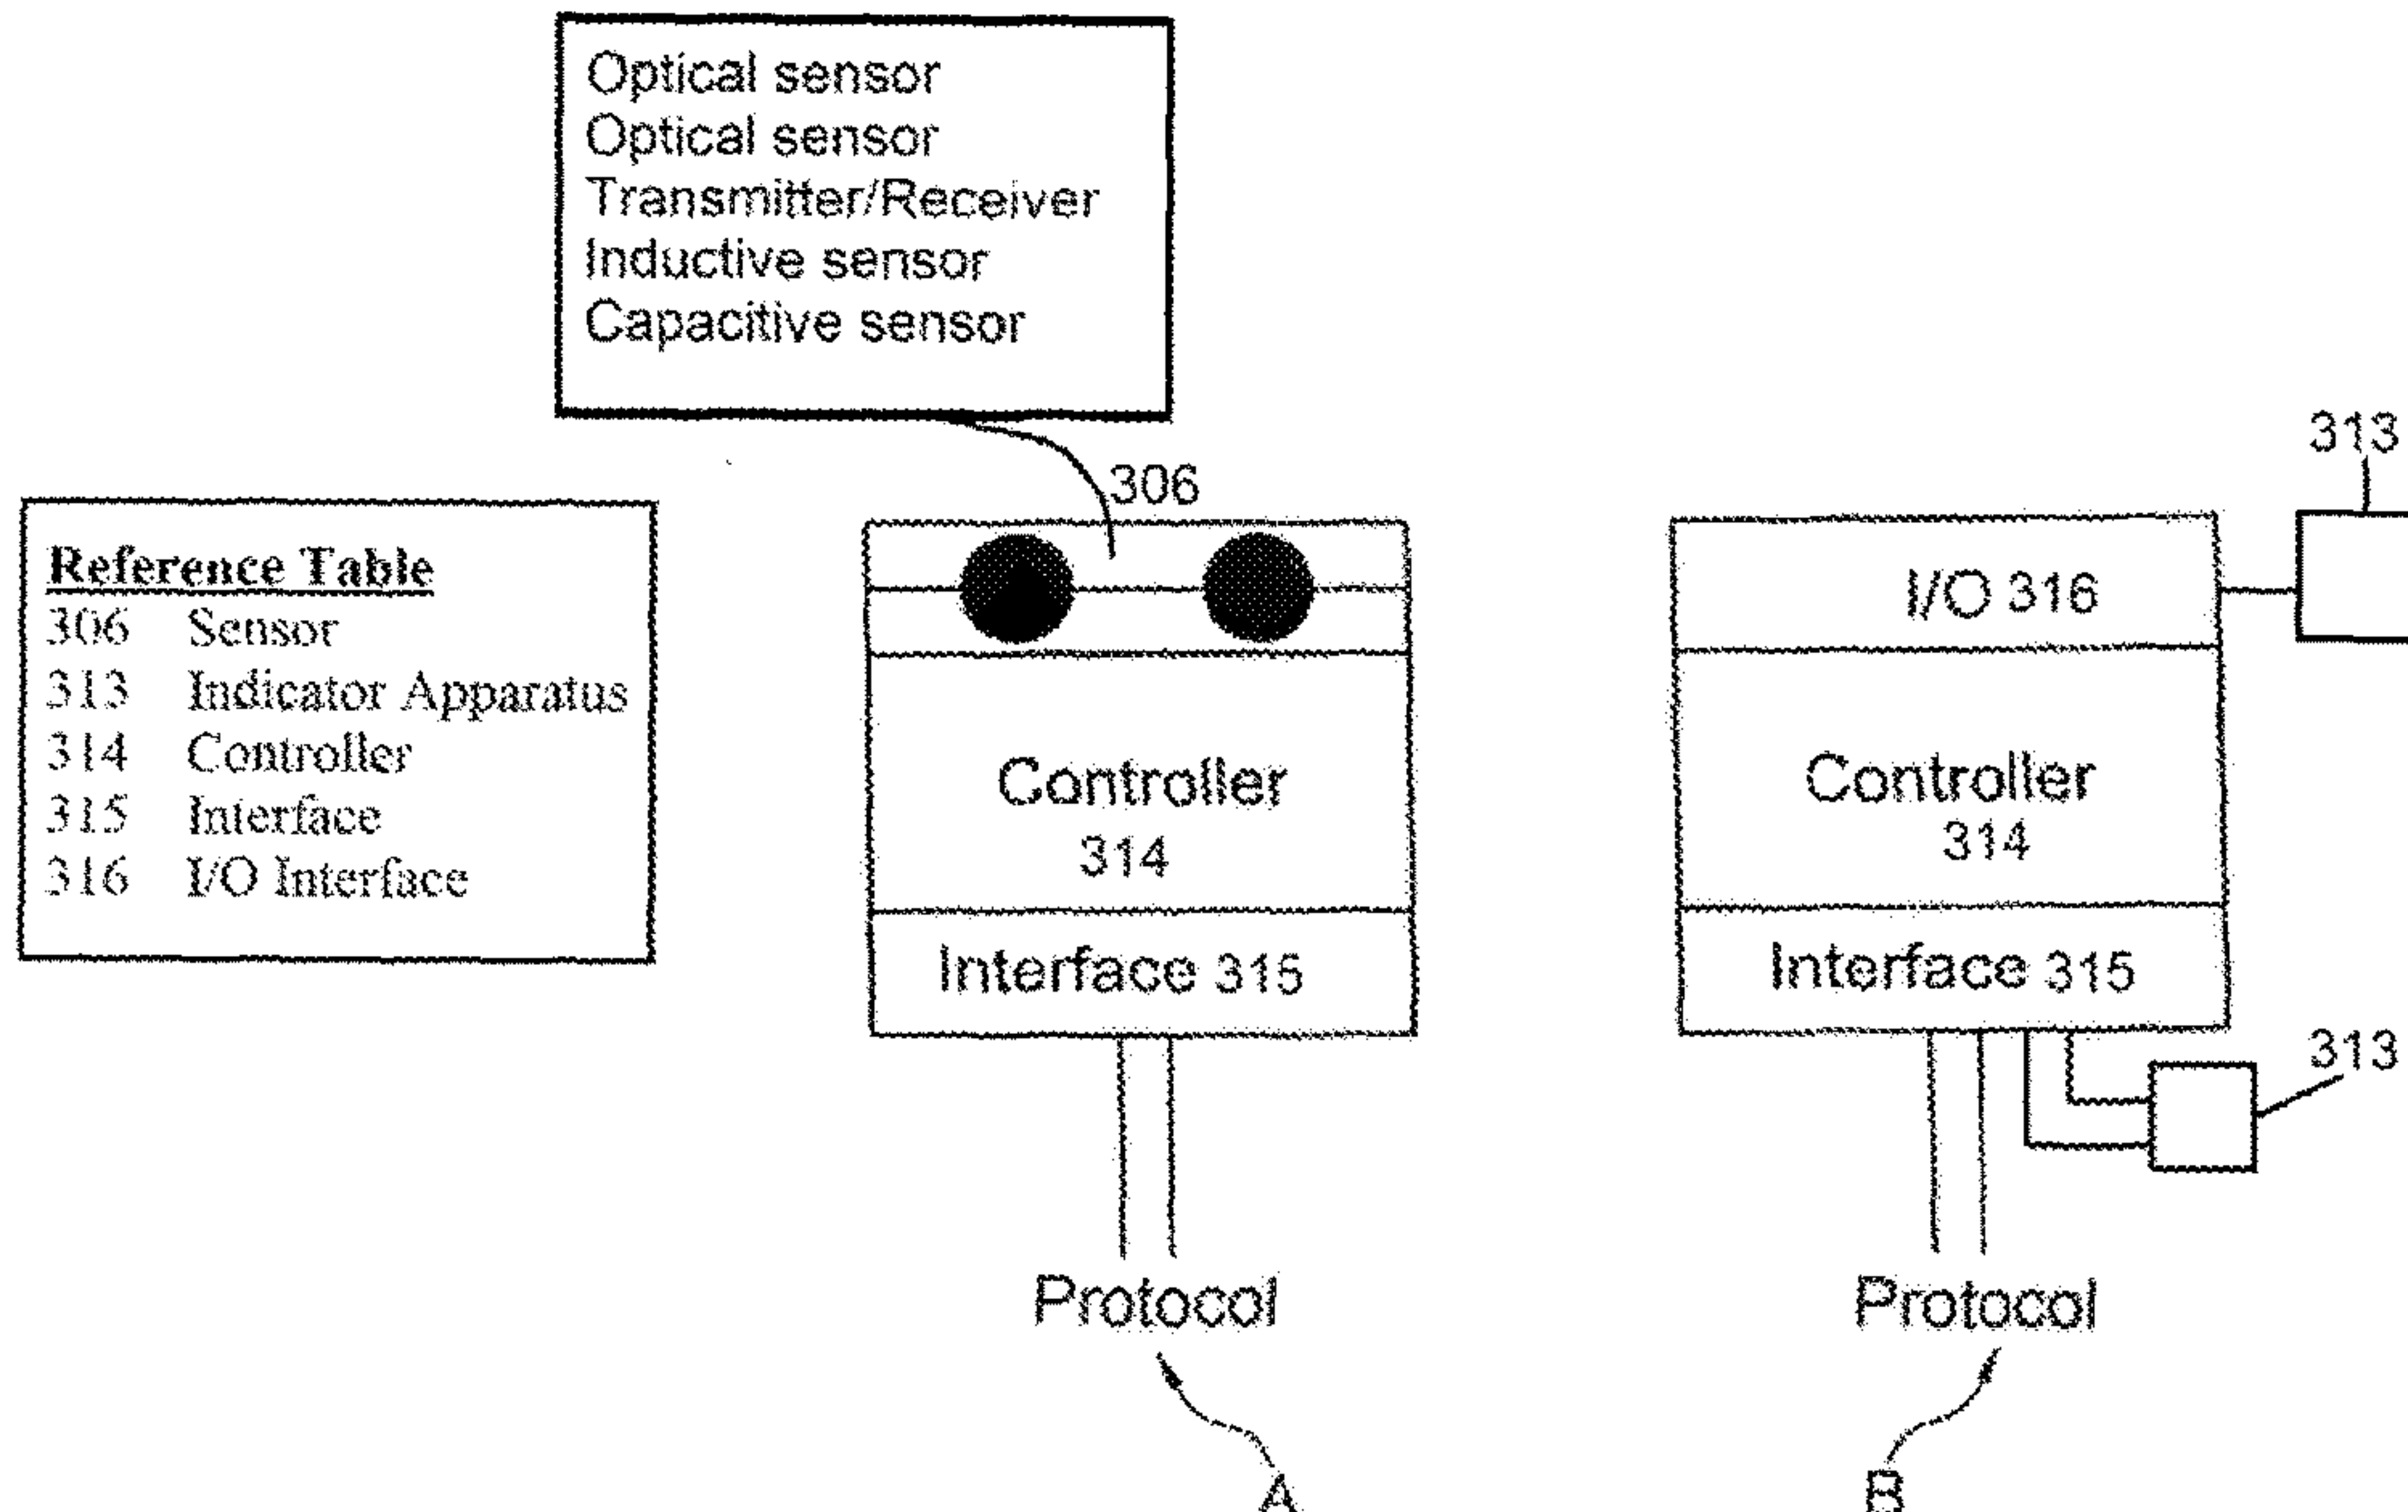 Optical sensor
Optical sensor
Transmitter/Receiver
Inductive sensor
Capacitive sensor
306
313
Reference Table
306 Sensor
313 Indicator Apparatus
314 Controller
315 Interface
316 I/O Interface
I/O 316
Controller
314
Controller
314
Interface 315
Interface 315
313
Protocol
Protocol
A
B